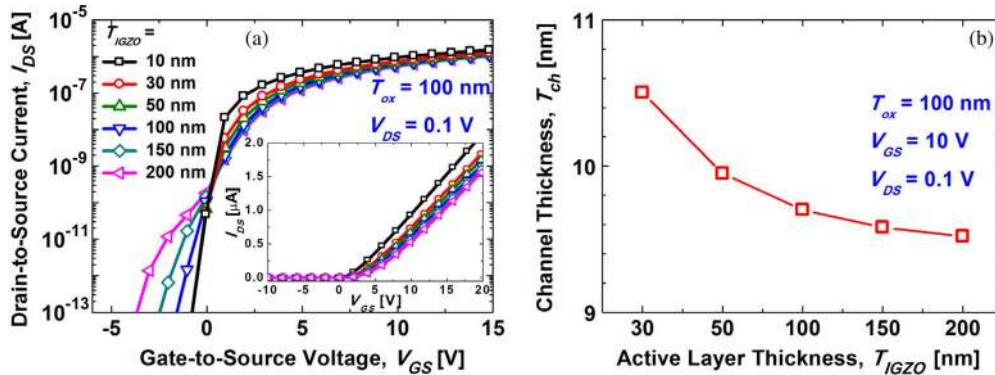 (a)
T_IGZO =
10 nm
30 nm
50 nm
100 nm
150 nm
200 nm
T_ox = 100 nm
V_DS = 0.1 V
Drain-to-Source Current, I_DS [A]
10^-5
10^-7
10^-9
10^-11
10^-13
-5 0 5 10 15
Gate-to-Source Voltage, V_GS [V]
I_DS [μA]
2.0
1.5
1.0
0.5
0.0
-10 -5 0 5 10 15 20
V_GS [V]
(b)
T_ox = 100 nm
V_GS = 10 V
V_DS = 0.1 V
Channel Thickness, T_ch [nm]
11
10
9
30 50 100 150 200
Active Layer Thickness, T_IGZO [nm]